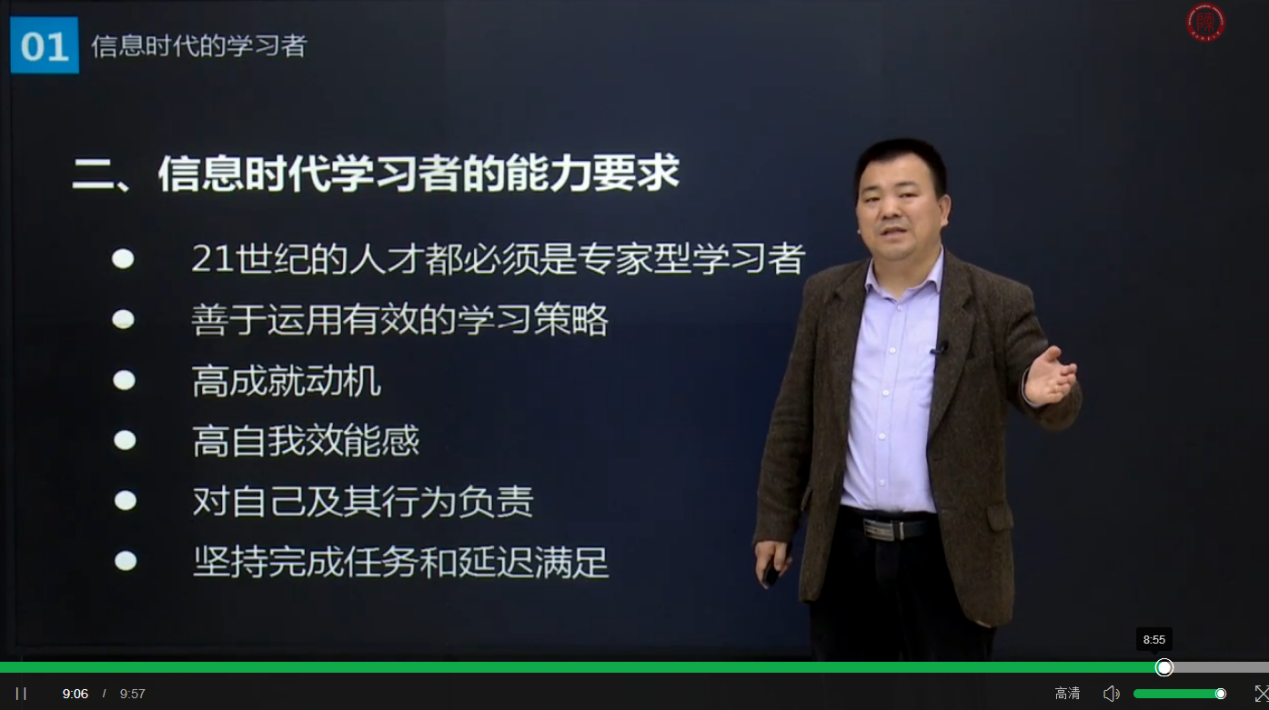 01 信息时代的学习者
二、信息时代学习者的能力要求
● 21世纪的人才都必须是专家型学习者
● 善于运用有效的学习策略
● 高成就动机
● 高自我效能感
● 对自己及其行为负责
● 坚持完成任务和延迟满足
8:55
9:06 / 9:57
高清